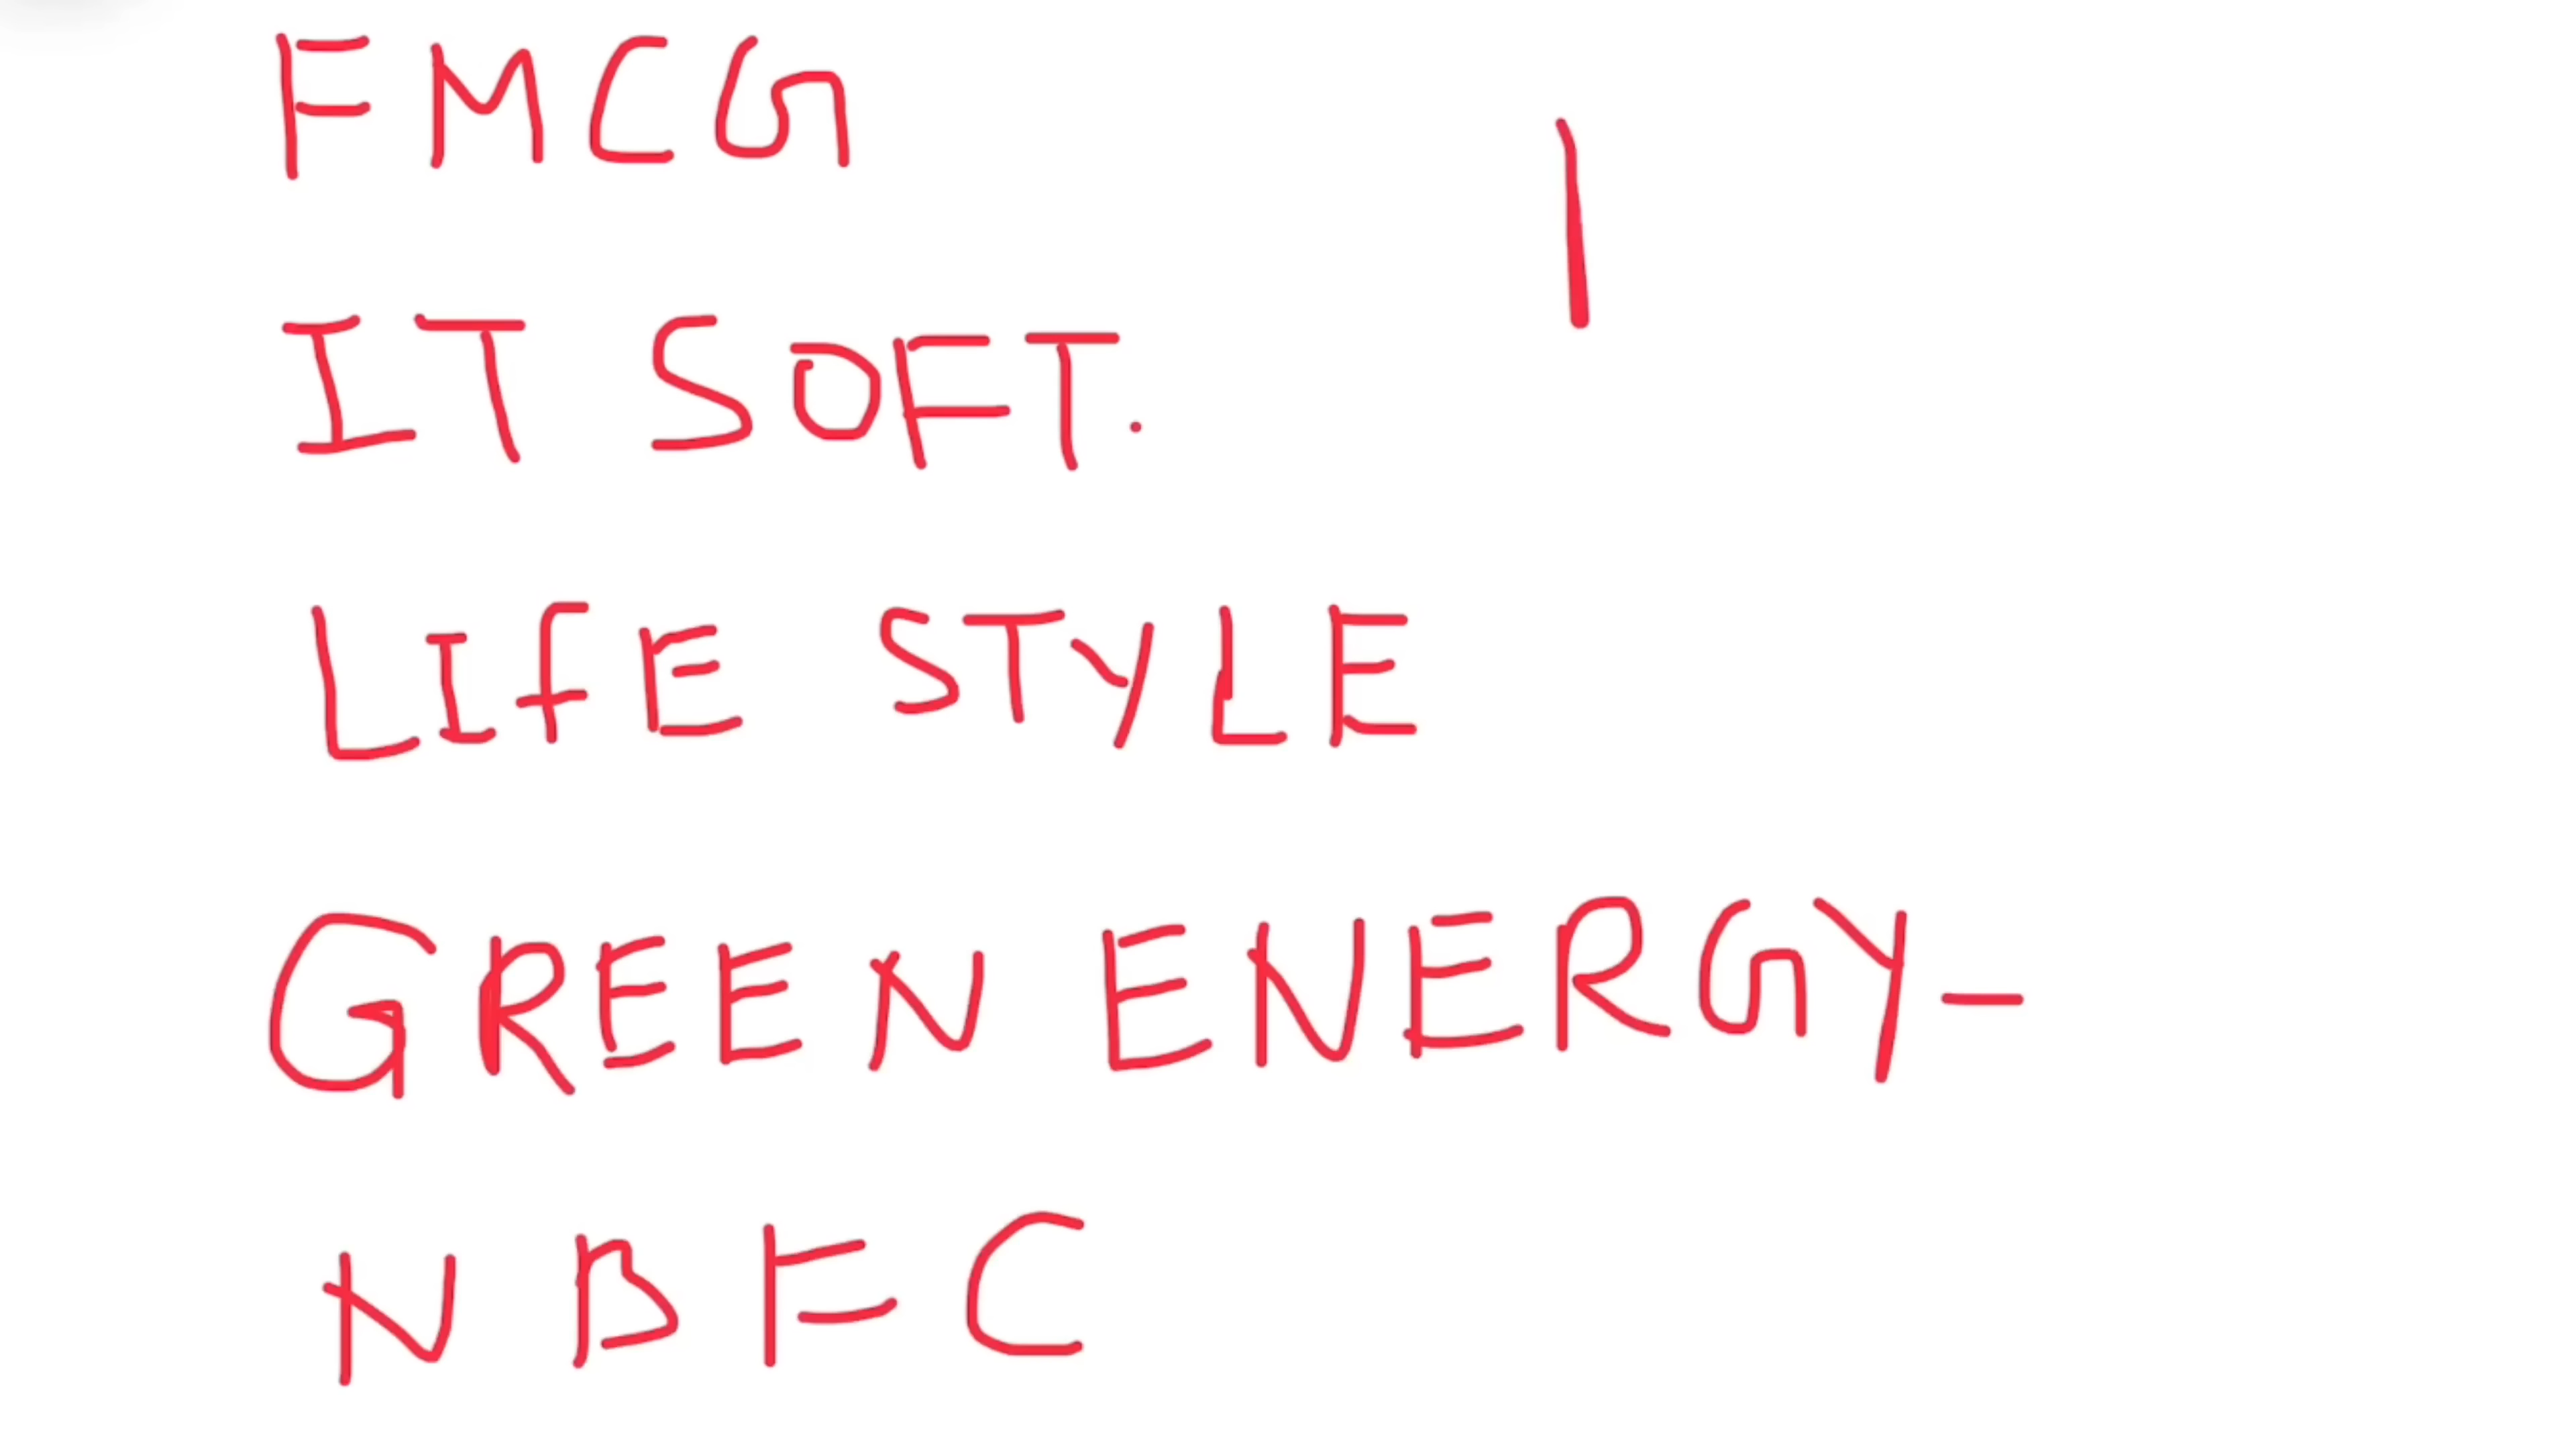 FMCG
IT SOFT.
LIfE STYLE
GREEN ENERGY-
NBFC